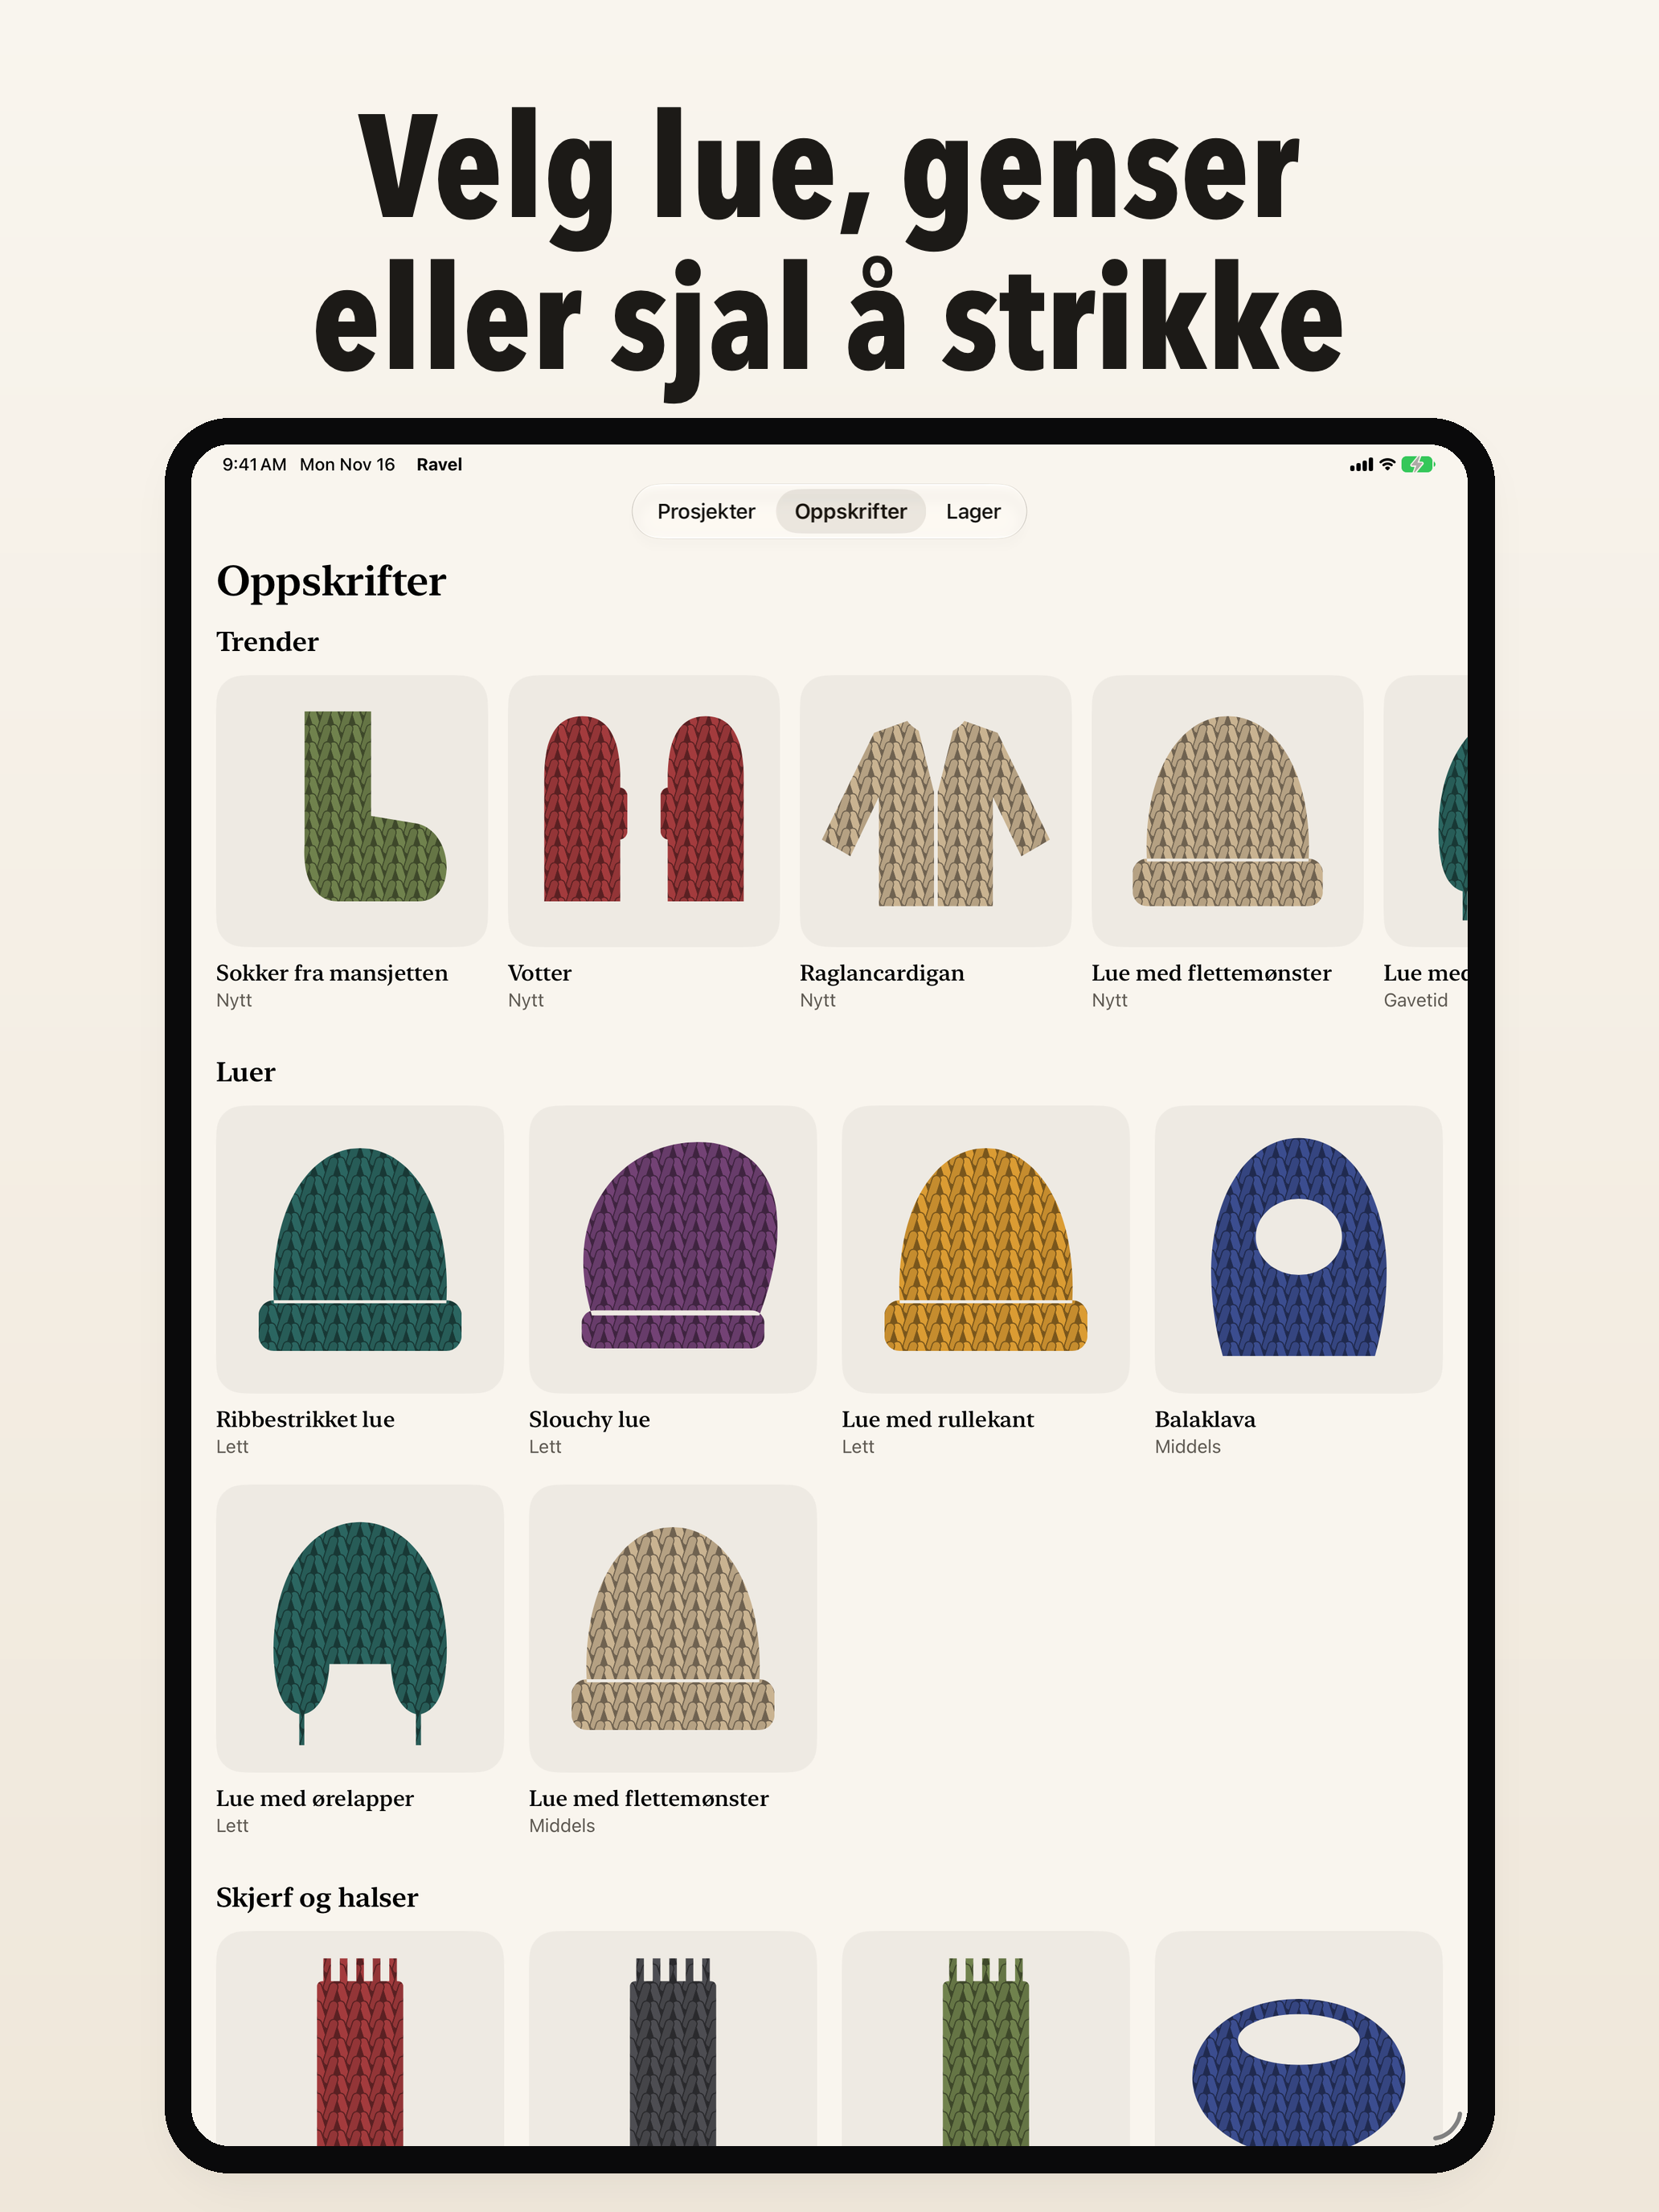 Velg lue, genser
eller sjal å strikke
9:41 AM Mon Nov 16 Ravel
Prosjekter Oppskrifter Lager
Oppskrifter
Trender
Sokker fra mansjetten
Nytt
Votter
Nytt
Raglancardigan
Nytt
Lue med flettemønster
Nytt
Lue med
Gavetid
Luer
Ribbestrikket lue
Lett
Slouchy lue
Lett
Lue med rullekant
Lett
Balaklava
Middels
Lue med ørelapper
Lett
Lue med flettemønster
Middels
Skjerf og halser